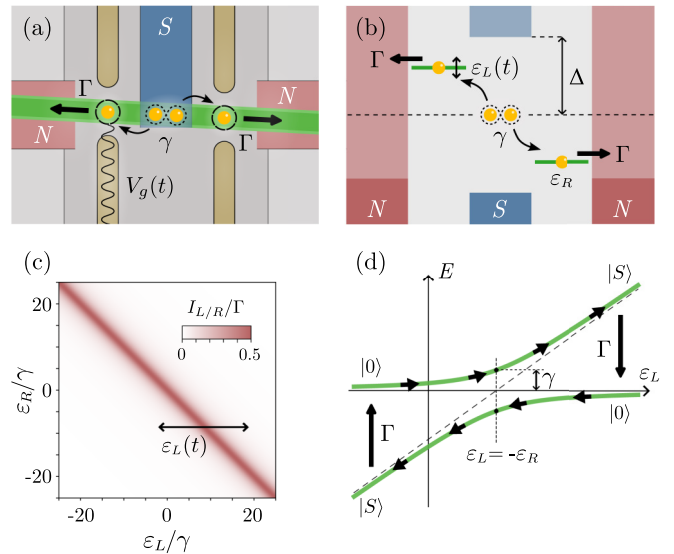 (a)
S
Γ
N
γ
Γ
N
V_g(t)
(b)
Γ
ε_L(t)
Δ
γ
Γ
ε_R
N
S
N
(c)
I_{L/R}/Γ
0 0.5
20
0
-20
ε_R/γ
ε_L(t)
-20 0 20
ε_L/γ
(d)
E
|S⟩
|0⟩
Γ
γ
ε_L
|0⟩
Γ
ε_L= -ε_R
|S⟩